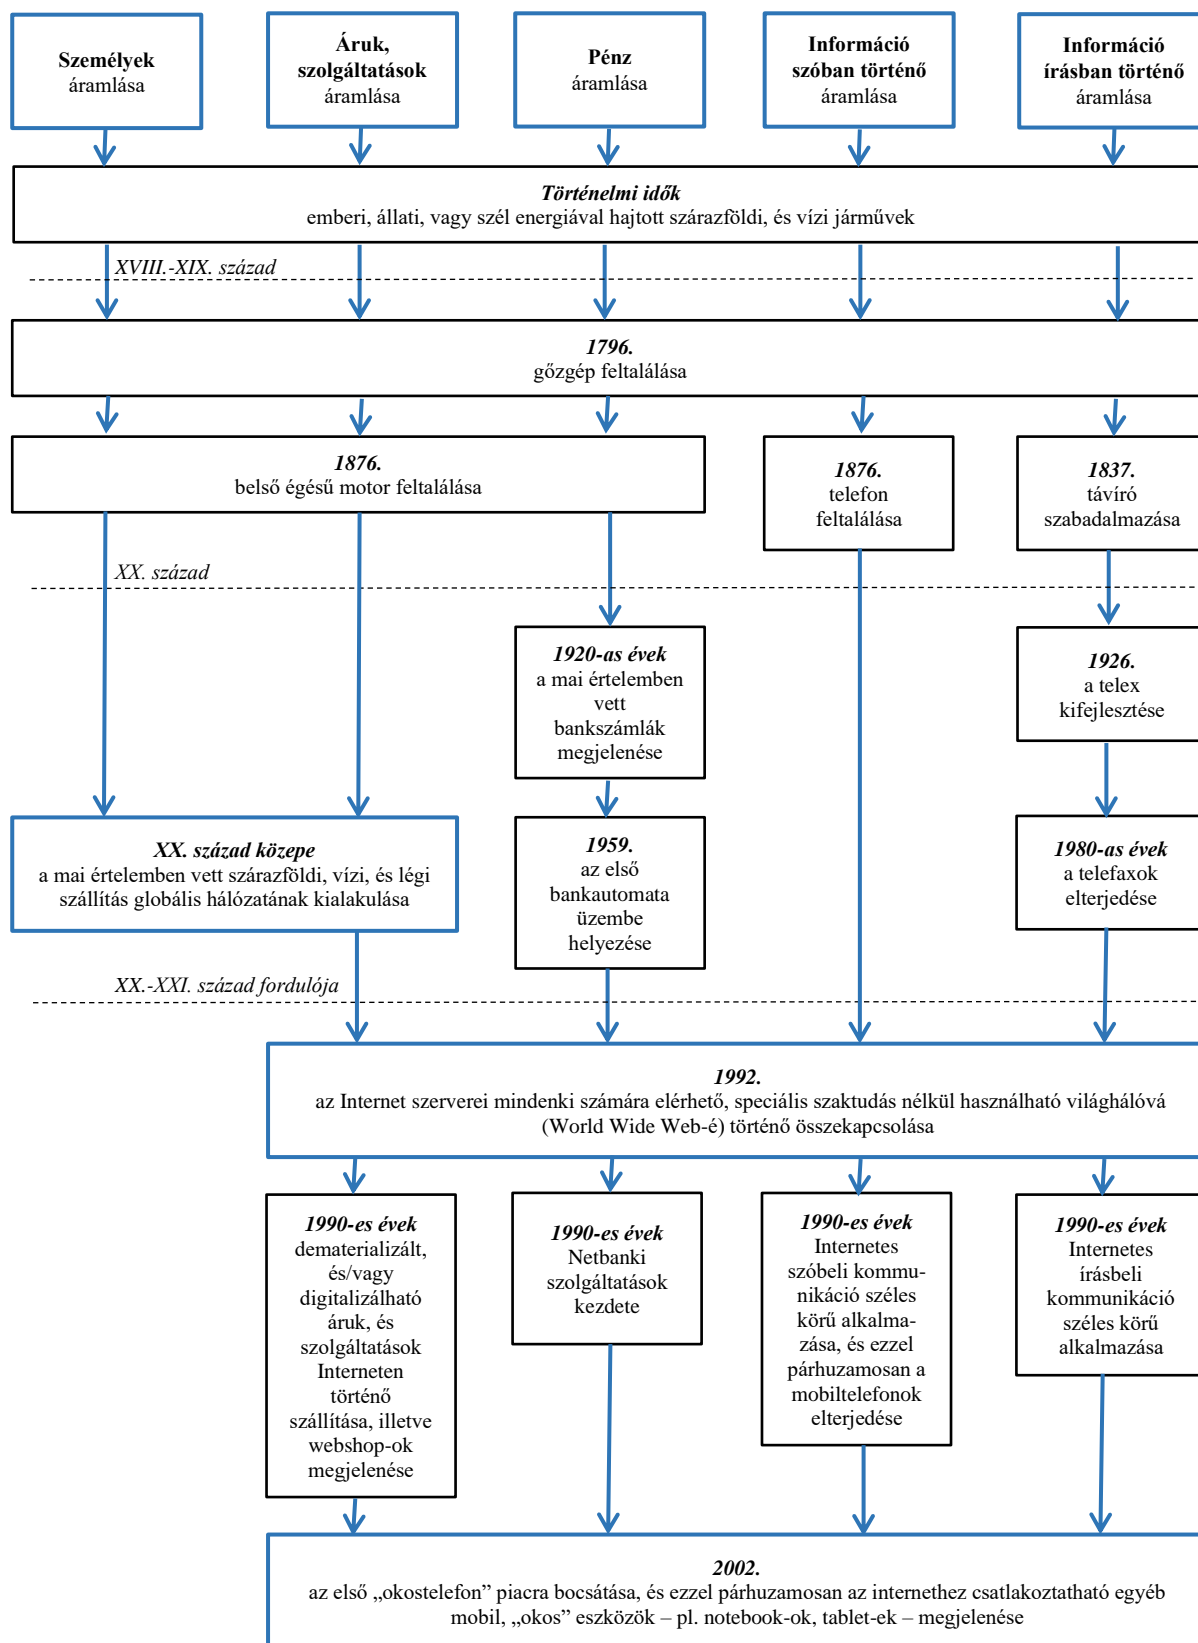 Személyek
áramlása
Áruk,
szolgáltatások
áramlása
Pénz
áramlása
Információ
szóban történő
áramlása
Információ
írásban történő
áramlása
Történelmi idők
emberi, állati, vagy szél energiával hajtott szárazföldi, és vízi járművek
XVIII.-XIX. század
1796.
gőzgép feltalálása
1876.
belső égésű motor feltalálása
1876.
telefon
feltalálása
1837.
távíró
szabadalmazása
XX. század
1920-as évek
a mai értelemben
vett
bankszámlák
megjelenése
1926.
a telex
kifejlesztése
XX. század közepe
a mai értelemben vett szárazföldi, vízi, és légi
szállítás globális hálózatának kialakulása
1959.
az első
bankautomata
üzembe
helyezése
1980-as évek
a telefaxok
elterjedése
XX.-XXI. század fordulója
1992.
az Internet szerverei mindenki számára elérhető, speciális szaktudás nélkül használható világhálóvá
(World Wide Web-é) történő összekapcsolása
1990-es évek
dematerializált,
és/vagy
digitalizálható
áruk, és
szolgáltatások
Interneten
történő
szállítása, illetve
webshop-ok
megjelenése
1990-es évek
Netbanki
szolgáltatások
kezdete
1990-es évek
Internetes
szóbeli kommu-
nikáció széles
körű alkalma-
zása, és ezzel
párhuzamosan a
mobiltelefonok
elterjedése
1990-es évek
Internetes
írásbeli
kommunikáció
széles körű
alkalmazása
2002.
az első „okostelefon” piacra bocsátása, és ezzel párhuzamosan az internethez csatlakoztatható egyéb
mobil, „okos” eszközök – pl. notebook-ok, tablet-ek – megjelenése